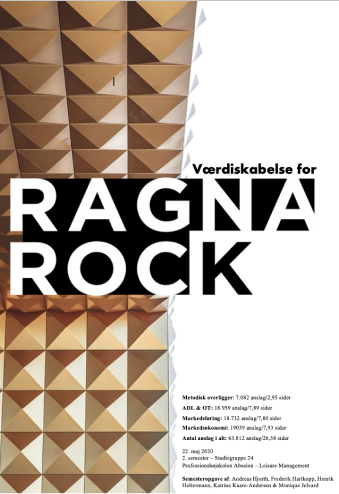 Værdiskabelse for
RAGNA
ROCK
Metodisk overligger: 7.082 anslag/2,95 sider
ADL & OT: 18.959 anslag/7,89 sider
Markedsføring: 18.732 anslag/7,80 sider
Markedsøkonomi: 19039 anslag/7,93 sider
Antal anslag i alt: 63.812 anslag/26,58 sider
22. maj 2020
2. semester – Studiegruppe 24
Professionshøjskolen Absalon – Leisure Management
Semesteropgave af: Andreas Hjorth, Frederik Hartkopp, Henrik
Holtermann, Katrine Kaare-Andersen & Monique Jelvard